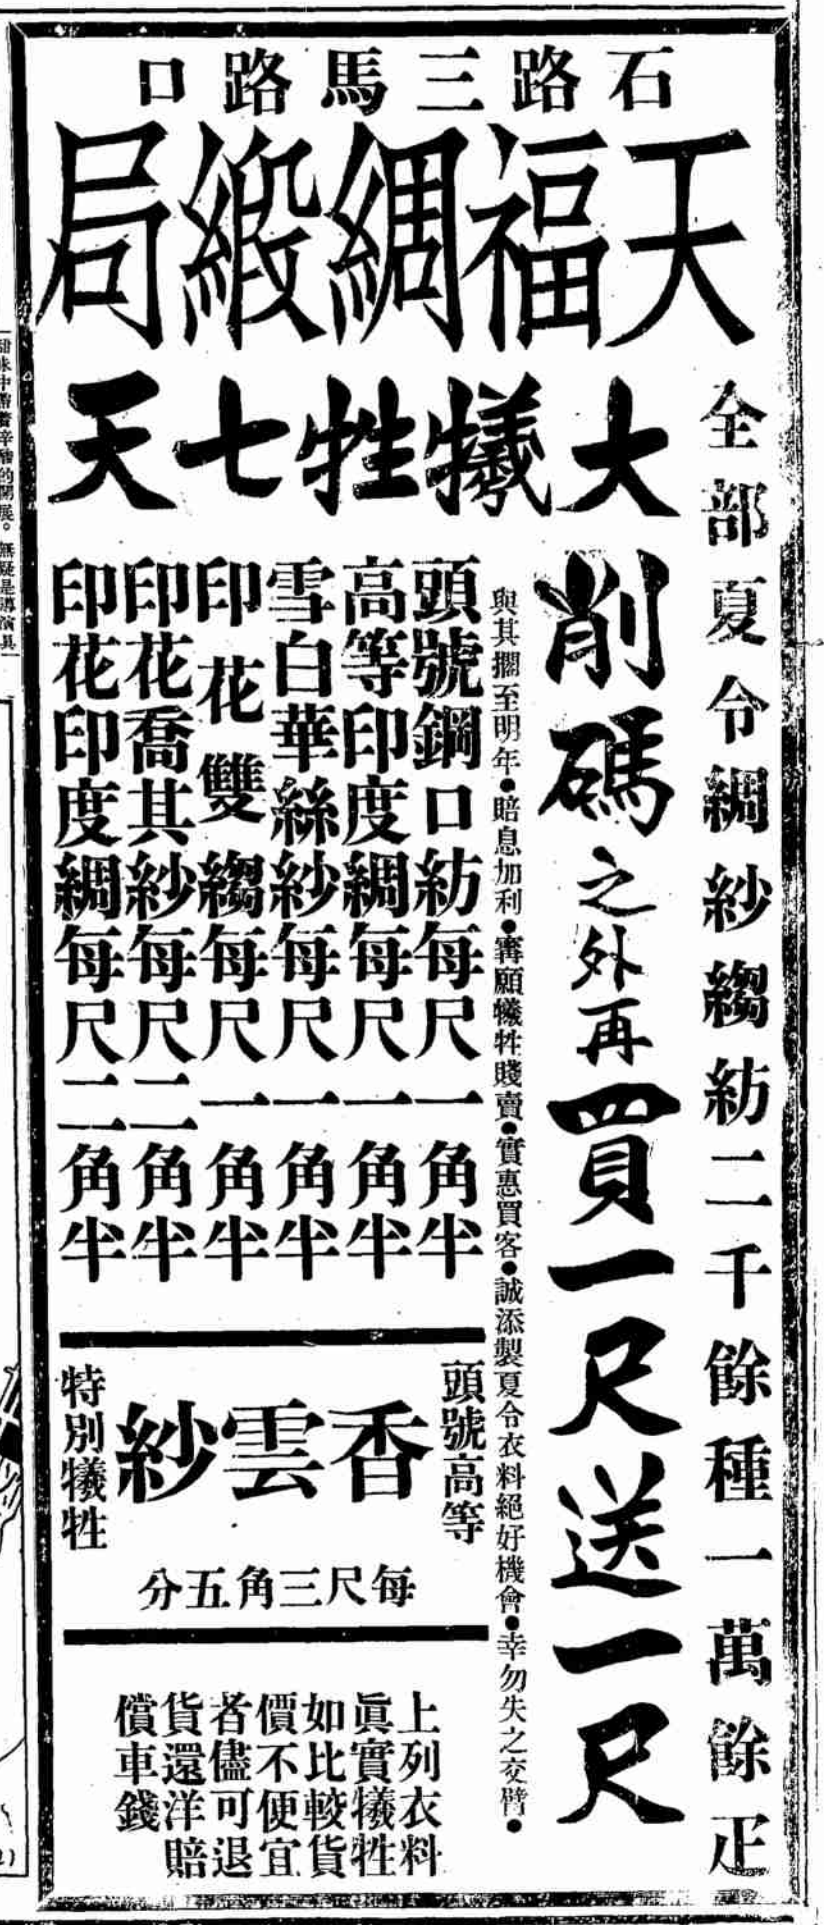 石路三馬路口
天福綢緞局
大犧牲七天
全部夏令綢紗縐紡二千餘種一萬餘疋
削碼之外再買一尺送一尺
與其擱至明年●賠息加利●寗願犧牲賤賣●實惠買客●誠添製夏令衣料絕好機會●幸勿失之交臂●
頭號鋼口紡每尺一角半
高等印度綢每尺一角半
雪白華絲紗每尺一角半
印花雙縐每尺一角半
印花喬其紗每尺二角半
印花印度綢每尺二角半
頭號高等
香雲紗
特別犧牲
每尺三角五分
上列衣料
眞實犧牲
如比較貨
價不便宜
者儘可退
貨還洋賠
償車錢